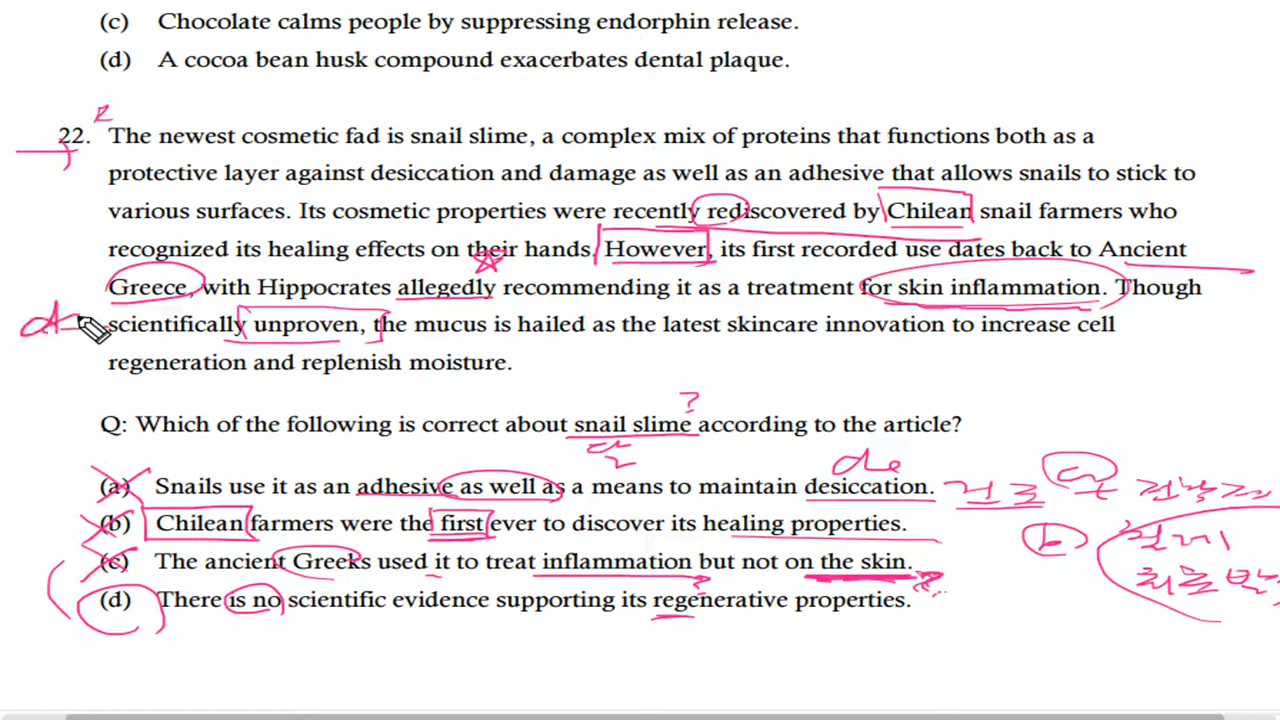 (c) Chocolate calms people by suppressing endorphin release.
(d) A cocoa bean husk compound exacerbates dental plaque.
22. The newest cosmetic fad is snail slime, a complex mix of proteins that functions both as a
protective layer against desiccation and damage as well as an adhesive that allows snails to stick to
various surfaces. Its cosmetic properties were recently rediscovered by Chilean snail farmers who
recognized its healing effects on their hands. However, its first recorded use dates back to Ancient
Greece, with Hippocrates allegedly recommending it as a treatment for skin inflammation. Though
scientifically unproven, the mucus is hailed as the latest skincare innovation to increase cell
regeneration and replenish moisture.
?
Q: Which of the following is correct about snail slime according to the article?
de
(a) Snails use it as an adhesive as well as a means to maintain desiccation.
(b) Chilean farmers were the first ever to discover its healing properties.
(c) The ancient Greeks used it to treat inflammation but not on the skin.
(d) There is no scientific evidence supporting its regenerative properties.